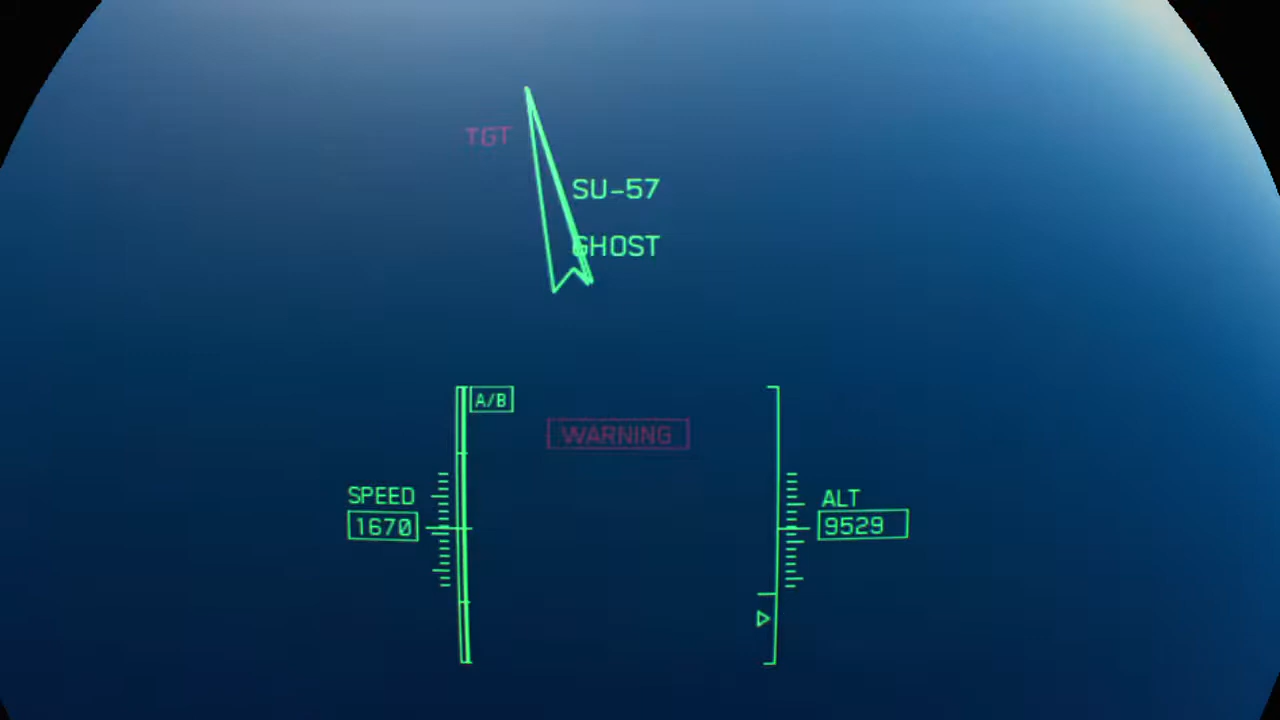 TGT
SU-57
GHOST
A/B
WARNING
SPEED
1670
ALT
9529